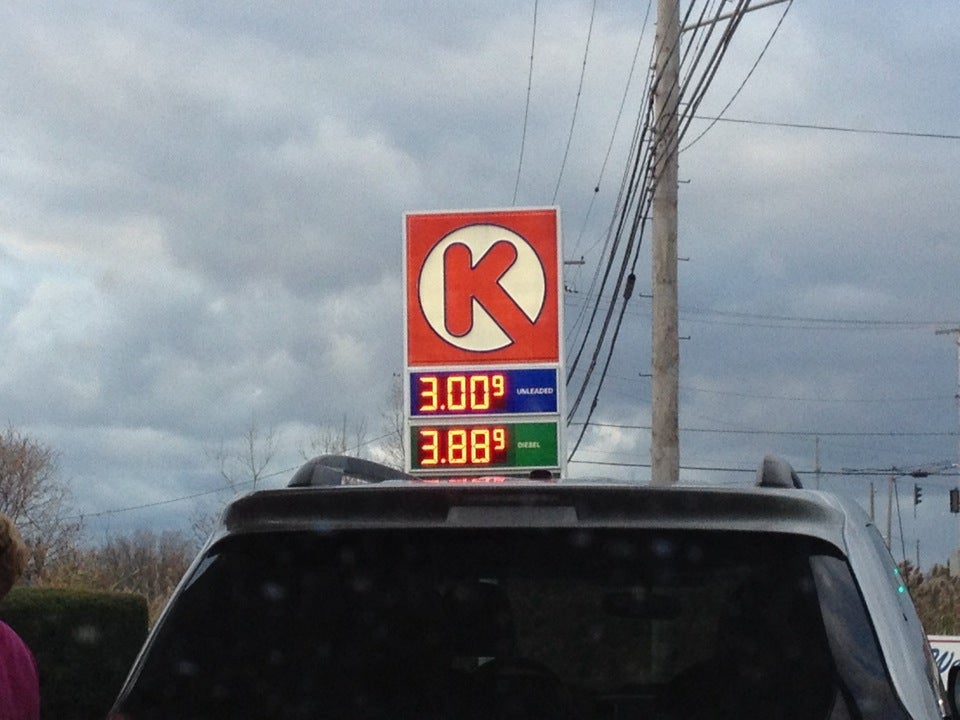 K
3.009 UNLEADED
3.889 DIESEL